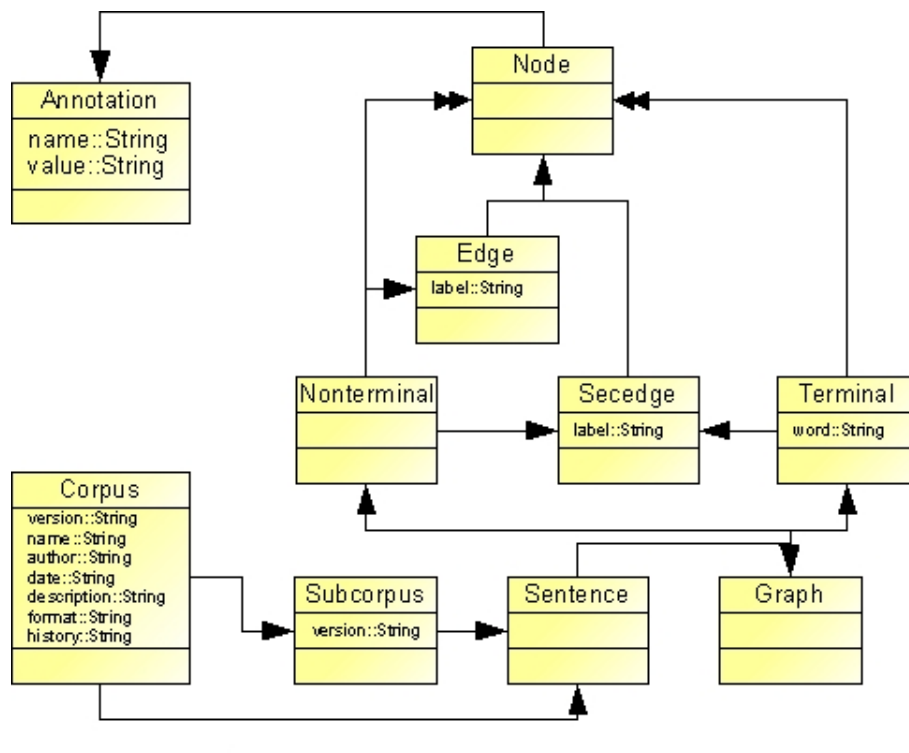 Node
Annotation
name::String
value::String
Edge
label::String
Nonterminal
Secedge
label::String
Terminal
word::String
Corpus
version::String
name::String
author::String
date::String
description::String
format::String
history::String
Subcorpus
version::String
Sentence
Graph